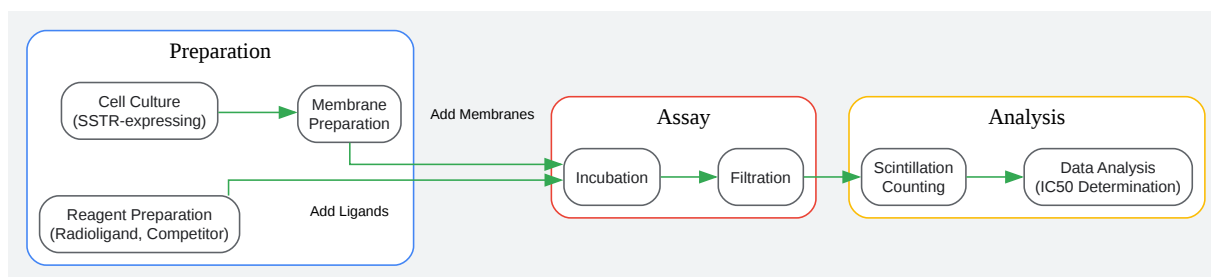 Preparation
Cell Culture
(SSTR-expressing)
Membrane
Preparation
Reagent Preparation
(Radioligand, Competitor)
Add Membranes
Add Ligands
Assay
Incubation
Filtration
Analysis
Scintillation
Counting
Data Analysis
(IC50 Determination)